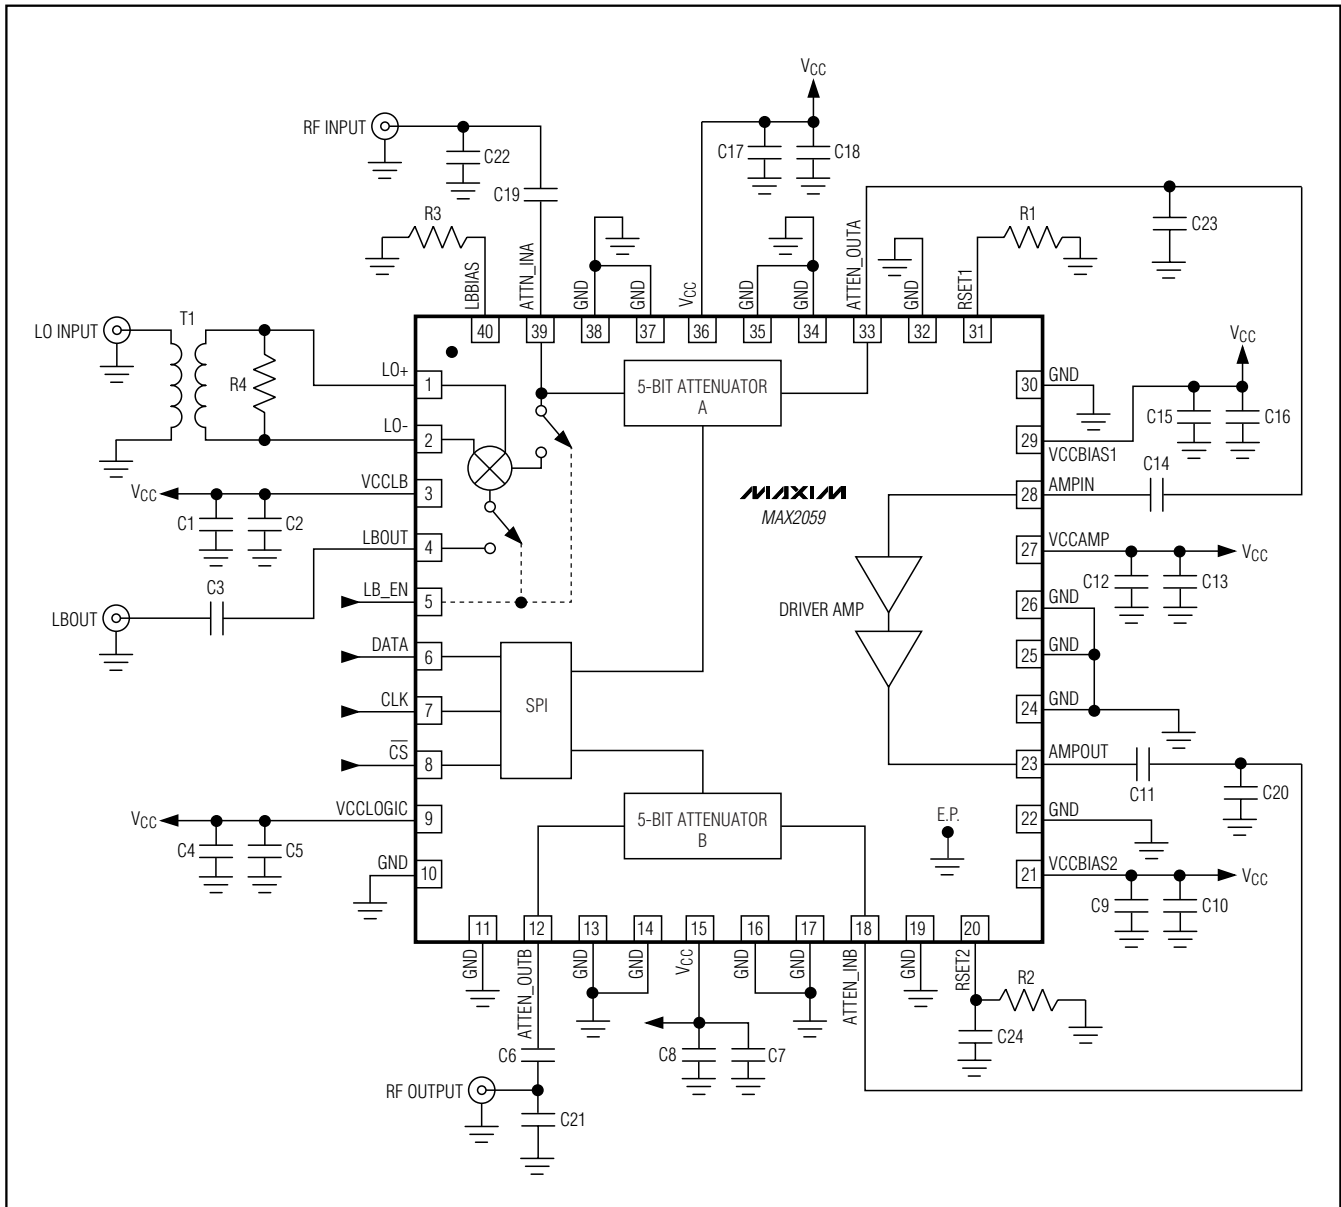 VCC
RF INPUT
C22
C17
C18
C19
R3
R1
C23
LBBIAS
ATTN_INA
GND
GND
VCC
GND
GND
ATTEN_OUTA
GND
RSET1
40
39
38
37
36
35
34
33
32
31
LO INPUT
T1
R4
LO+
1
LO-
2
VCC
VCCLB
3
C1
C2
LBOUT
4
C3
LBOUT
LB_EN
5
DATA
6
CLK
7
CS
8
VCC
VCCLOGIC
9
C4
C5
GND
10
5-BIT ATTENUATOR
A
MAXIM
MAX2059
DRIVER AMP
SPI
5-BIT ATTENUATOR
B
E.P.
30
GND
VCC
C15
C16
29
VCCBIAS1
C14
28
AMPIN
27
VCCAMP
VCC
C12
C13
26
GND
25
GND
24
GND
23
AMPOUT
C11
C20
22
GND
21
VCCBIAS2
VCC
C9
C10
11
12
13
14
15
16
17
18
19
20
GND
ATTEN_OUTB
GND
GND
VCC
GND
GND
ATTEN_INB
GND
RSET2
R2
C24
C6
C8
C7
RF OUTPUT
C21